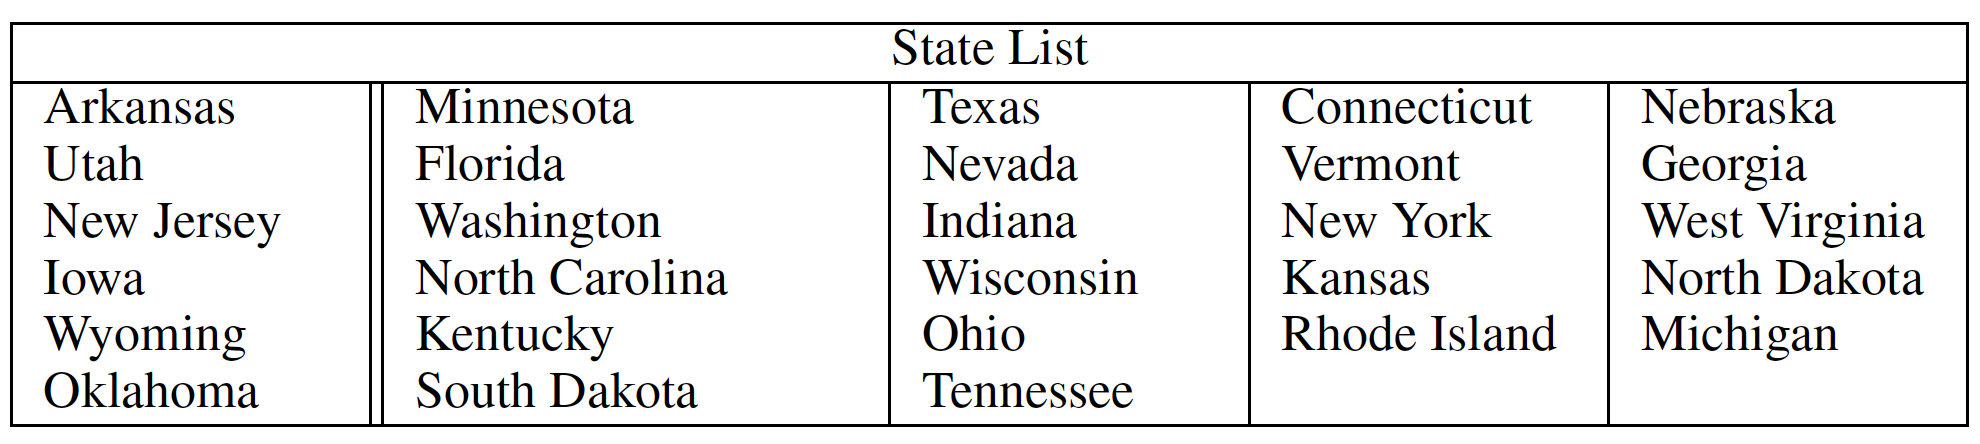 State List
Arkansas Minnesota Texas Connecticut Nebraska
Utah Florida Nevada Vermont Georgia
New Jersey Washington Indiana New York West Virginia
Iowa North Carolina Wisconsin Kansas North Dakota
Wyoming Kentucky Ohio Rhode Island Michigan
Oklahoma South Dakota Tennessee